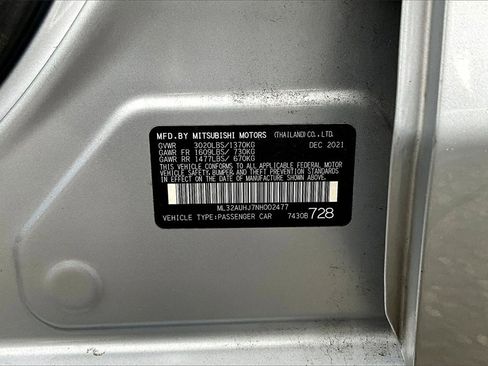 MFD. BY MITSUBISHI MOTORS (THAILAND) CO., LTD.
GVWR 3020LBS/1370KG DEC. 2021
GAWR FR 1609LBS/ 730KG
GAWR RR 1477LBS/ 670KG
THIS VEHICLE CONFORMS TO ALL APPLICABLE FEDERAL
MOTOR VEHICLE SAFETY, BUMPER, AND THEFT PREVENTION
STANDARDS IN EFFECT ON THE DATE OF MANUFACTURE
SHOWN ABOVE.
ML32AUHJ7NH002477
VEHICLE TYPE:PASSENGER CAR 7430B 728